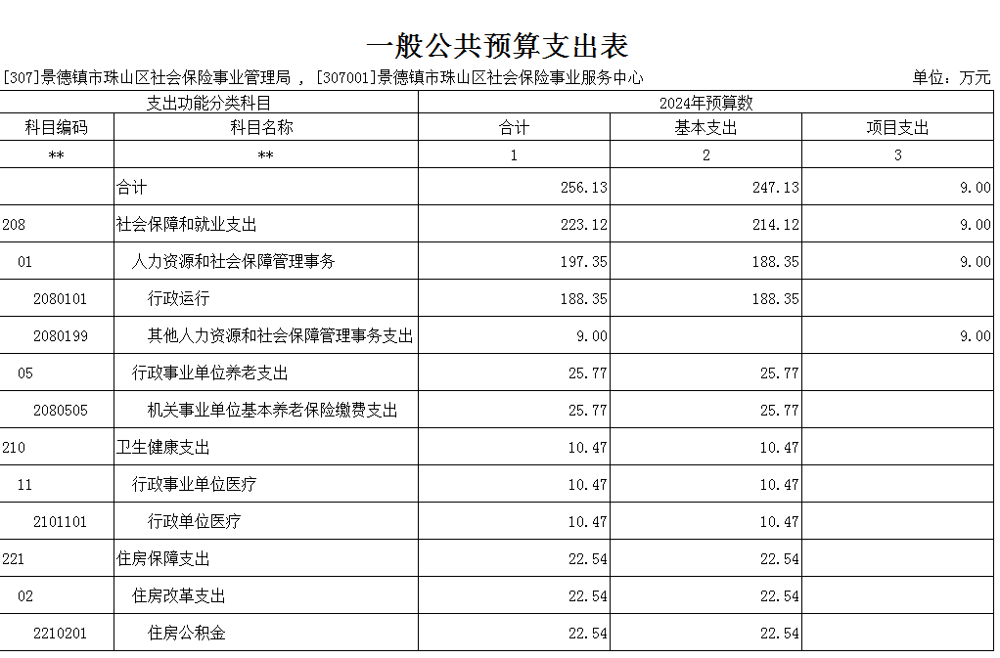 一般公共预算支出表
[307]景德镇市珠山区社会保险事业管理局 , [307001]景德镇市珠山区社会保险事业服务中心 单位：万元
支出功能分类科目 2024年预算数
科目编码 科目名称 合计 基本支出 项目支出
** ** 1 2 3
合计 256.13 247.13 9.00
208 社会保障和就业支出 223.12 214.12 9.00
01 人力资源和社会保障管理事务 197.35 188.35 9.00
2080101 行政运行 188.35 188.35
2080199 其他人力资源和社会保障管理事务支出 9.00 9.00
05 行政事业单位养老支出 25.77 25.77
2080505 机关事业单位基本养老保险缴费支出 25.77 25.77
210 卫生健康支出 10.47 10.47
11 行政事业单位医疗 10.47 10.47
2101101 行政单位医疗 10.47 10.47
221 住房保障支出 22.54 22.54
02 住房改革支出 22.54 22.54
2210201 住房公积金 22.54 22.54